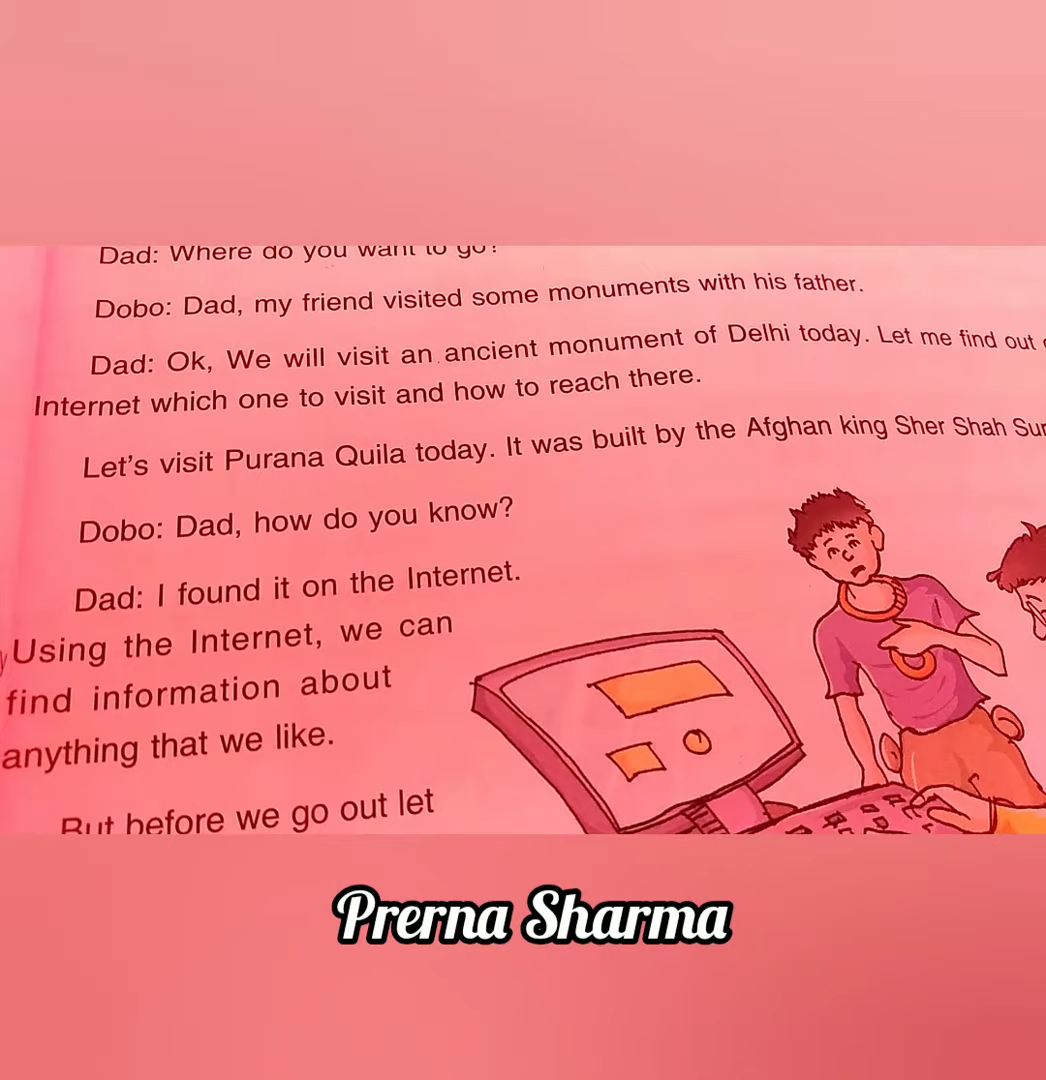 Dad: Where do you want to go?
Dobo: Dad, my friend visited some monuments with his father.
Dad: Ok, We will visit an ancient monument of Delhi today. Let me find out
Internet which one to visit and how to reach there.
Let's visit Purana Quila today. It was built by the Afghan king Sher Shah
Dobo: Dad, how do you know?
Dad: I found it on the Internet.
Using the Internet, we can
find information about
anything that we like.
But before we go out let
Prerna Sharma